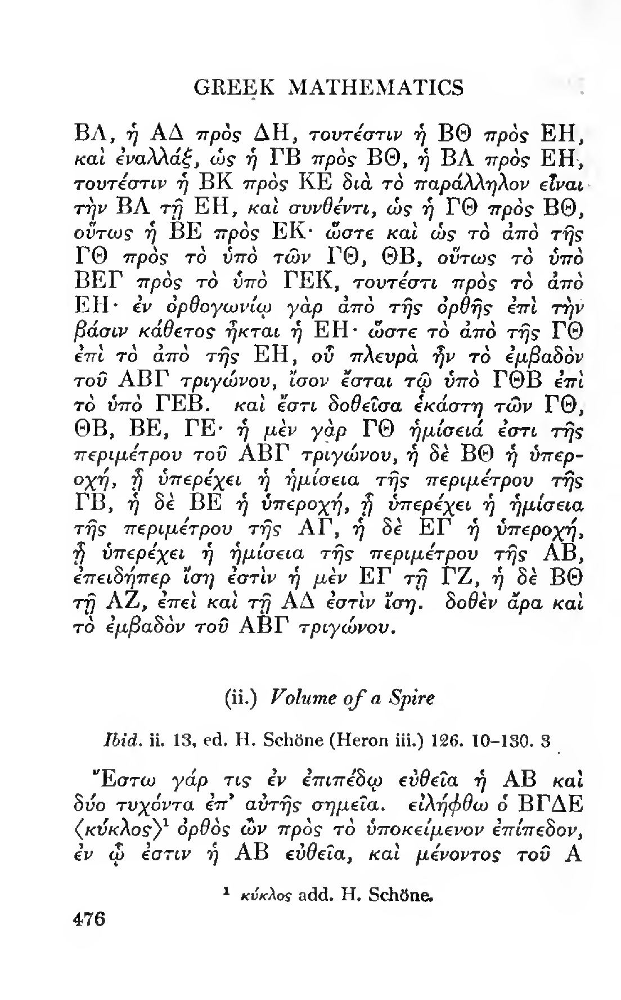 GREEK MATHEMATICS
ΒΛ, ἡ ΑΔ πρὸς ΔΗ, τουτέστιν ἡ ΒΘ πρὸς ΕΗ,
καὶ ἐναλλάξ, ὡς ἡ ΓΒ πρὸς ΒΘ, ἡ ΒΛ πρὸς ΕΗ,
τουτέστιν ἡ ΒΚ πρὸς ΚΕ διὰ τὸ παράλληλον εἶναι
τὴν ΒΛ τῇ ΕΗ, καὶ συνθέντι, ὡς ἡ ΓΘ πρὸς ΒΘ,
οὕτως ἡ ΒΕ πρὸς ΕΚ· ὥστε καὶ ὡς τὸ ἀπὸ τῆς
ΓΘ πρὸς τὸ ὑπὸ τῶν ΓΘ, ΘΒ, οὕτως τὸ ὑπὸ
ΒΕΓ πρὸς τὸ ὑπὸ ΓΕΚ, τουτέστι πρὸς τὸ ἀπὸ
ΕΗ· ἐν ὀρθογωνίῳ γὰρ ἀπὸ τῆς ὀρθῆς ἐπὶ τὴν
βάσιν κάθετος ἦκται ἡ ΕΗ· ὥστε τὸ ἀπὸ τῆς ΓΘ
ἐπὶ τὸ ἀπὸ τῆς ΕΗ, οὗ πλευρὰ ἦν τὸ ἐμβαδὸν
τοῦ ΑΒΓ τριγώνου, ἴσον ἔσται τῷ ὑπὸ ΓΘΒ ἐπὶ
τὸ ὑπὸ ΓΕΒ. καὶ ἔστι δοθεῖσα ἑκάστη τῶν ΓΘ,
ΘΒ, ΒΕ, ΓΕ· ἡ μὲν γὰρ ΓΘ ἡμίσειά ἐστι τῆς
περιμέτρου τοῦ ΑΒΓ τριγώνου, ἡ δὲ ΒΘ ἡ ὑπερ-
οχή, ᾗ ὑπερέχει ἡ ἡμίσεια τῆς περιμέτρου τῆς
ΓΒ, ἡ δὲ ΒΕ ἡ ὑπεροχή, ᾗ ὑπερέχει ἡ ἡμίσεια
τῆς περιμέτρου τῆς ΑΓ, ἡ δὲ ΕΓ ἡ ὑπεροχή,
ᾗ ὑπερέχει ἡ ἡμίσεια τῆς περιμέτρου τῆς ΑΒ,
ἐπειδήπερ ἴση ἐστὶν ἡ μὲν ΕΓ τῇ ΓΖ, ἡ δὲ ΒΘ
τῇ ΑΖ, ἐπεὶ καὶ τῇ ΑΔ ἐστὶν ἴση. δοθὲν ἄρα καὶ
τὸ ἐμβαδὸν τοῦ ΑΒΓ τριγώνου.
(ii.) Volume of a Spire
Ibid. ii. 13, ed. H. Schöne (Heron iii.) 126. 10–130. 3
Ἔστω γάρ τις ἐν ἐπιπέδῳ εὐθεῖα ἡ ΑΒ καὶ
δύο τυχόντα ἐπ’ αὐτῆς σημεῖα. εἰλήφθω ὁ ΒΓΔΕ
⟨κύκλος⟩¹ ὀρθὸς ὢν πρὸς τὸ ὑποκείμενον ἐπίπεδον,
ἐν ᾧ ἐστιν ἡ ΑΒ εὐθεῖα, καὶ μένοντος τοῦ Α
¹ κύκλος add. H. Schöne.
476